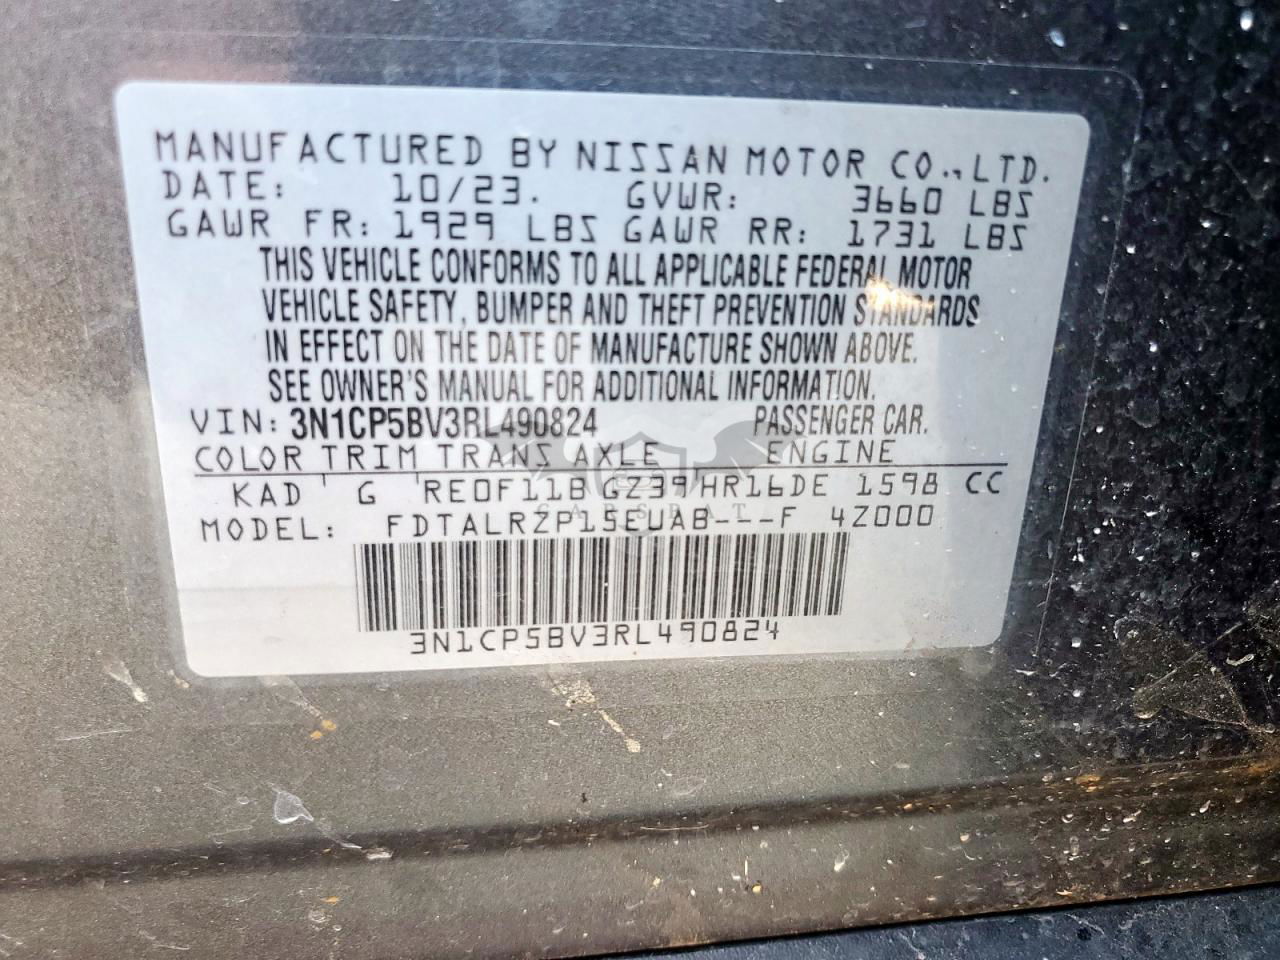 MANUFACTURED BY NISSAN MOTOR CO., LTD.
DATE: 10/23. GVWR: 3660 LBS
GAWR FR: 1929 LBS GAWR RR: 1731 LBS
THIS VEHICLE CONFORMS TO ALL APPLICABLE FEDERAL MOTOR
VEHICLE SAFETY, BUMPER AND THEFT PREVENTION STANDARDS
IN EFFECT ON THE DATE OF MANUFACTURE SHOWN ABOVE.
SEE OWNER'S MANUAL FOR ADDITIONAL INFORMATION.
VIN: 3N1CP5BV3RL490824 PASSENGER CAR.
COLOR TRIM TRANS AXLE ENGINE
KAD G RE0F11B GZ39 HR16DE 1598 CC
CARSBAT
MODEL: FDTALRZP15EUAB---F 4Z000
3N1CP5BV3RL490824